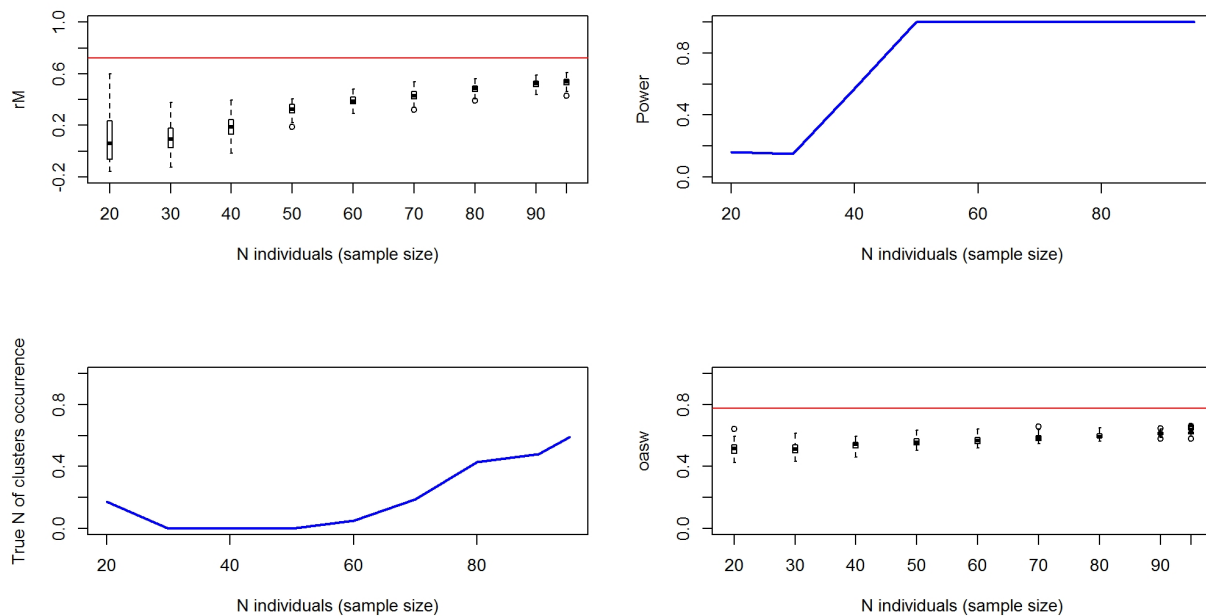 rM
1.0
0.6
0.2
-0.2
20 30 40 50 60 70 80 90
N individuals (sample size)
Power
0.8
0.4
0.0
20 40 60 80
N individuals (sample size)
True N of clusters occurrence
0.8
0.4
0.0
20 40 60 80
N individuals (sample size)
oasw
0.8
0.4
0.0
20 30 40 50 60 70 80 90
N individuals (sample size)